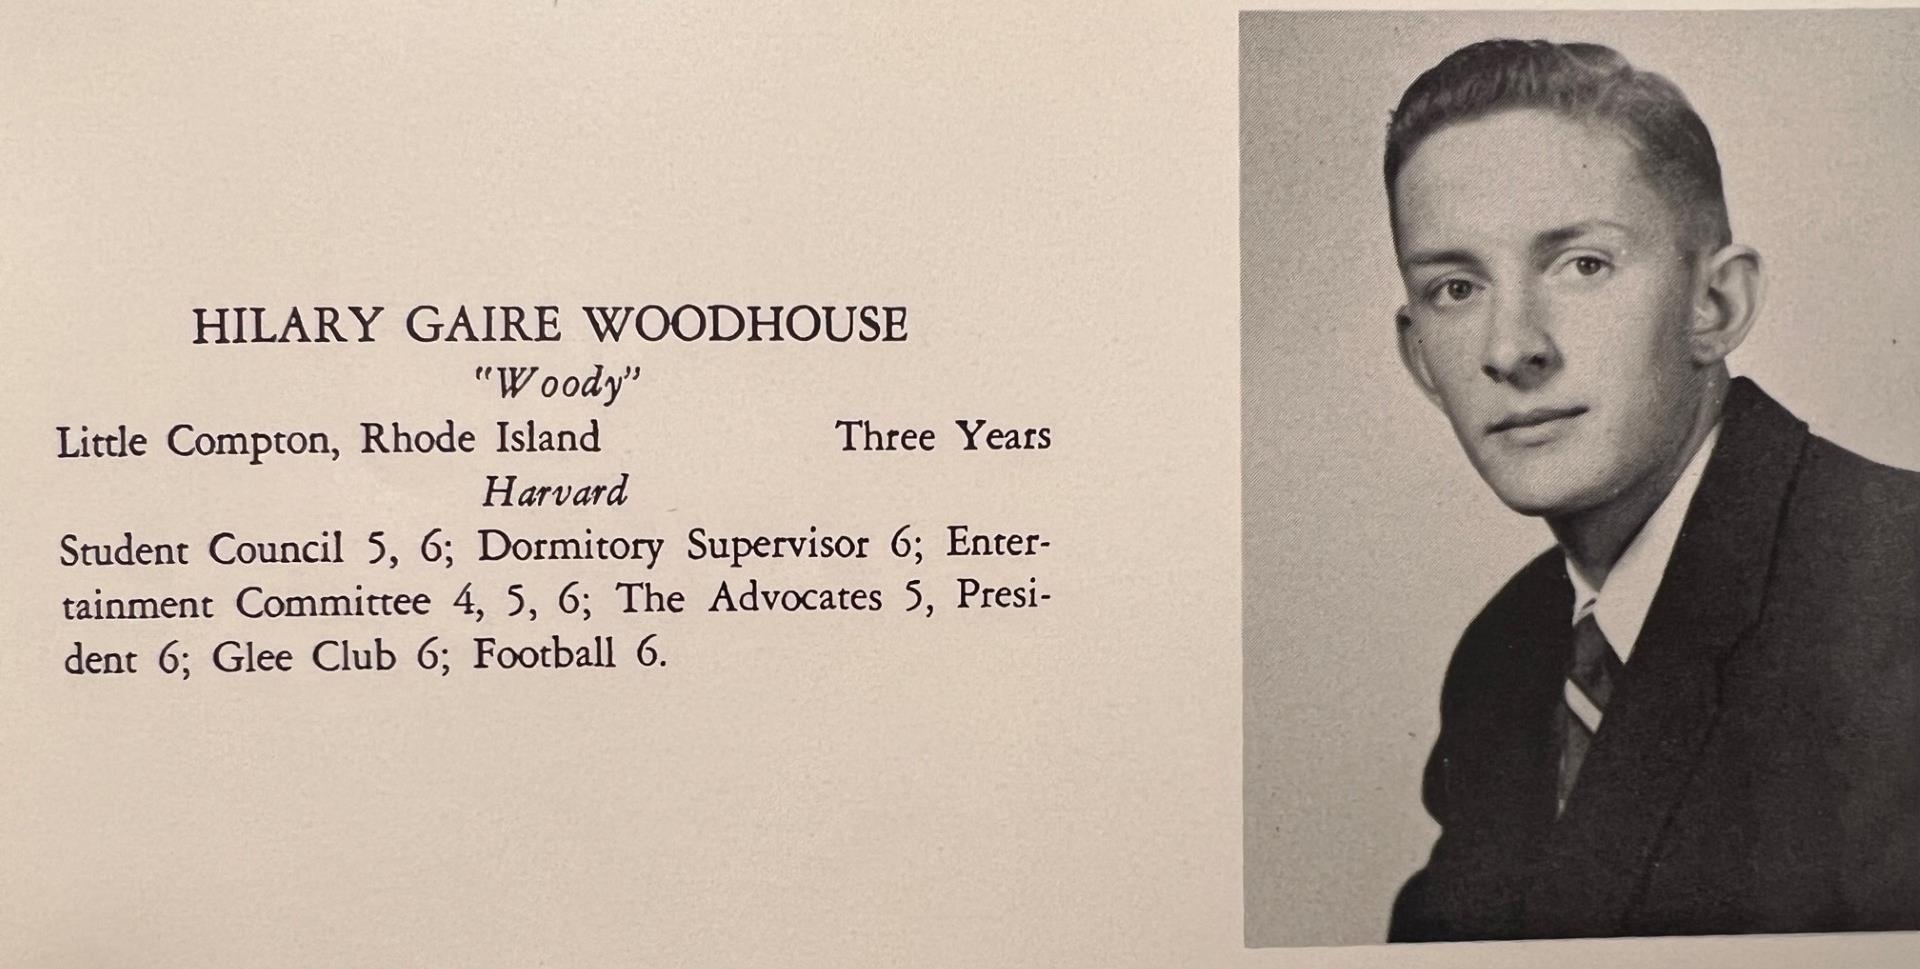 HILARY GAIRE WOODHOUSE
"Woody"
Little Compton, Rhode Island Three Years
Harvard
Student Council 5, 6; Dormitory Supervisor 6; Enter-
tainment Committee 4, 5, 6; The Advocates 5, Presi-
dent 6; Glee Club 6; Football 6.